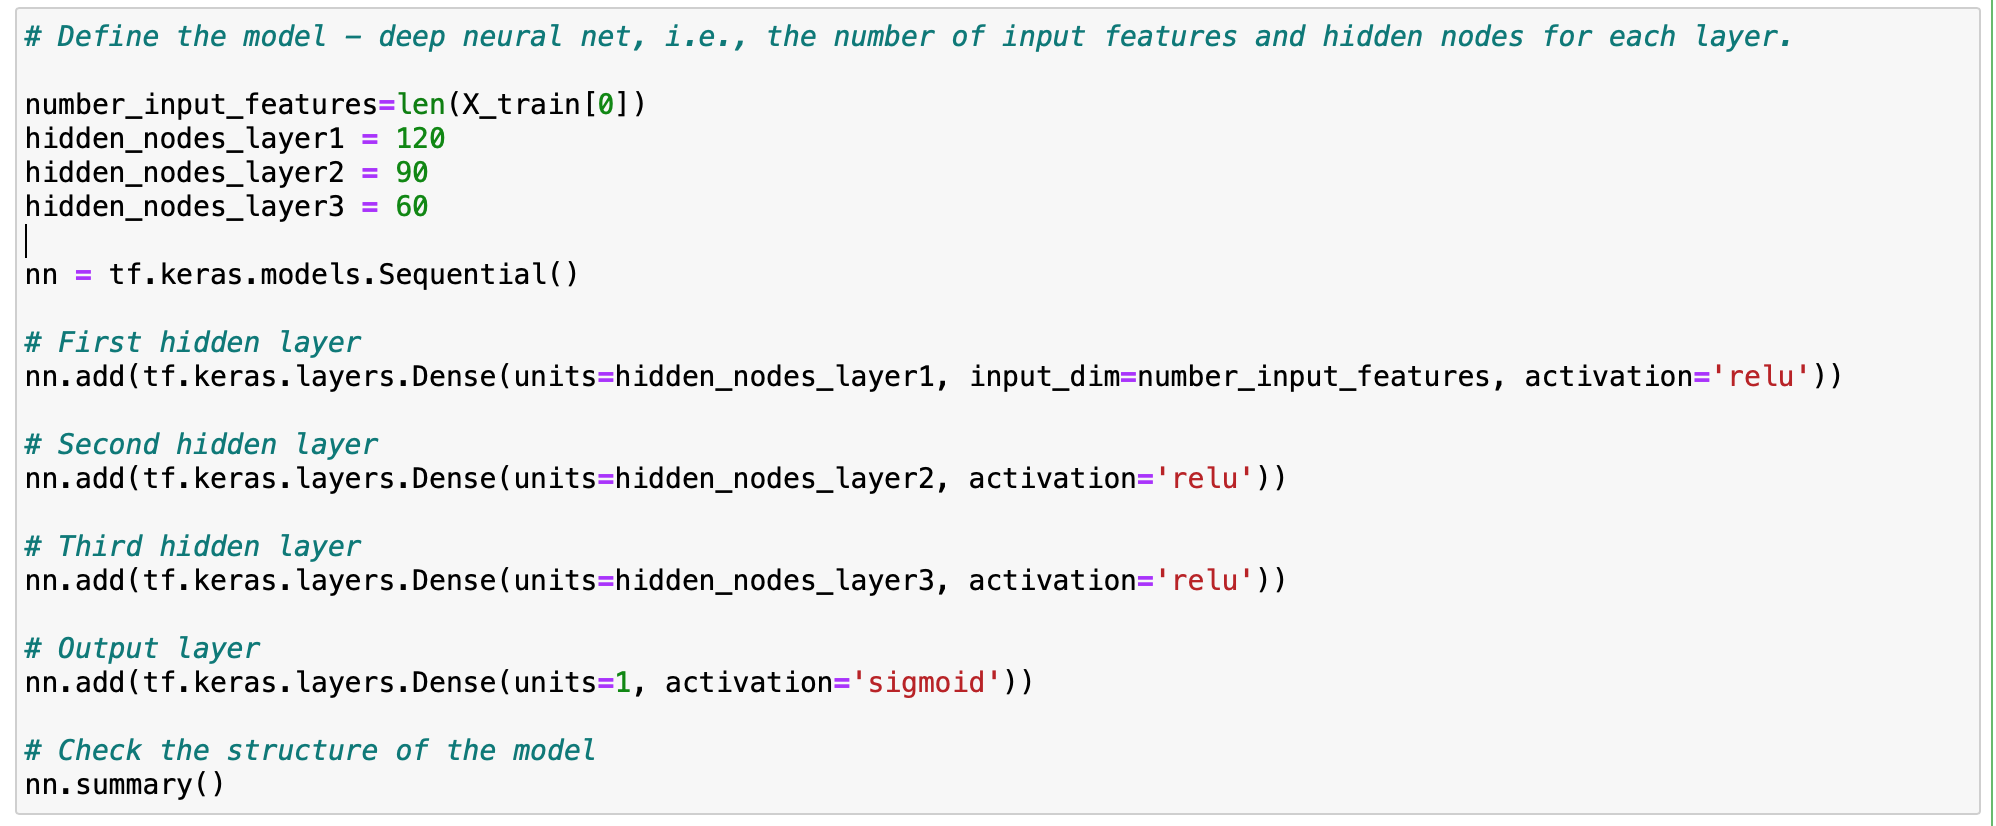 # Define the model – deep neural net, i.e., the number of input features and hidden nodes for each layer.
number_input_features=len(X_train[0])
hidden_nodes_layer1 = 120
hidden_nodes_layer2 = 90
hidden_nodes_layer3 = 60
nn = tf.keras.models.Sequential()
# First hidden layer
nn.add(tf.keras.layers.Dense(units=hidden_nodes_layer1, input_dim=number_input_features, activation='relu'))
# Second hidden layer
nn.add(tf.keras.layers.Dense(units=hidden_nodes_layer2, activation='relu'))
# Third hidden layer
nn.add(tf.keras.layers.Dense(units=hidden_nodes_layer3, activation='relu'))
# Output layer
nn.add(tf.keras.layers.Dense(units=1, activation='sigmoid'))
# Check the structure of the model
nn.summary()